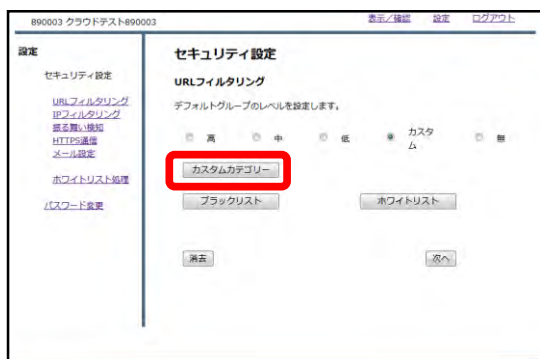 890003 クラウドテスト890003
表示/確認 設定 ログアウト
設定
セキュリティ設定
URLフィルタリング
IPフィルタリング
振る舞い検知
HTTPS通信
メール設定
ホワイトリスト処理
パスワード変更
セキュリティ設定
URLフィルタリング
デフォルトグループのレベルを設定します。
高 中 低 カスタム 無
カスタムカテゴリー
ブラックリスト ホワイトリスト
消去 次へ